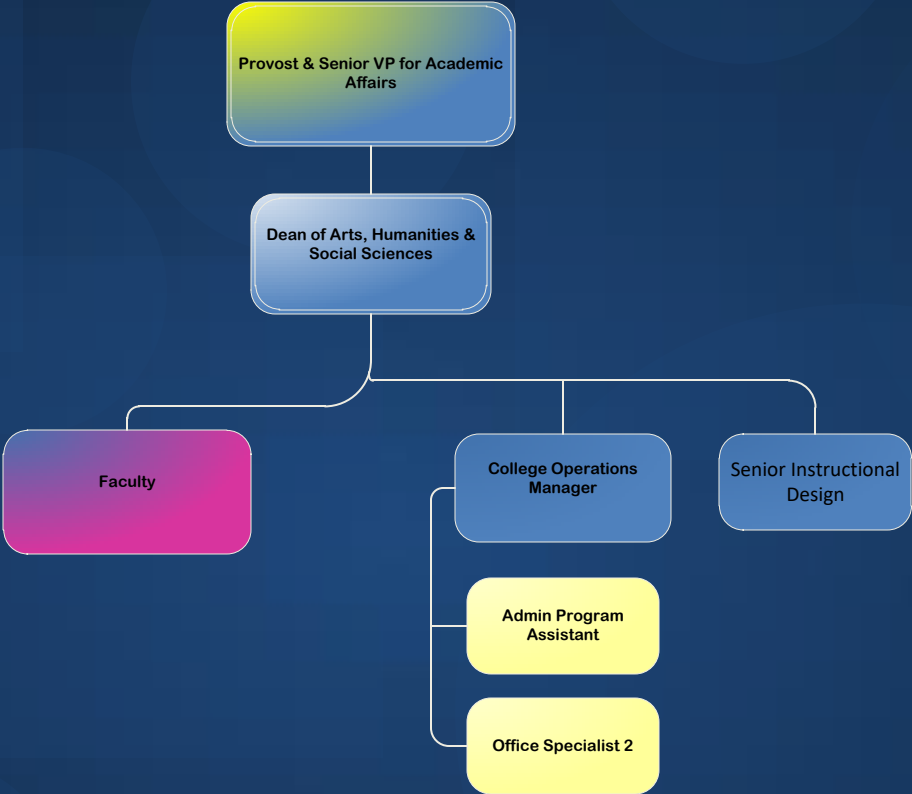 Provost & Senior VP for Academic
Affairs
Dean of Arts, Humanities &
Social Sciences
Faculty
College Operations
Manager
Senior Instructional
Design
Admin Program
Assistant
Office Specialist 2